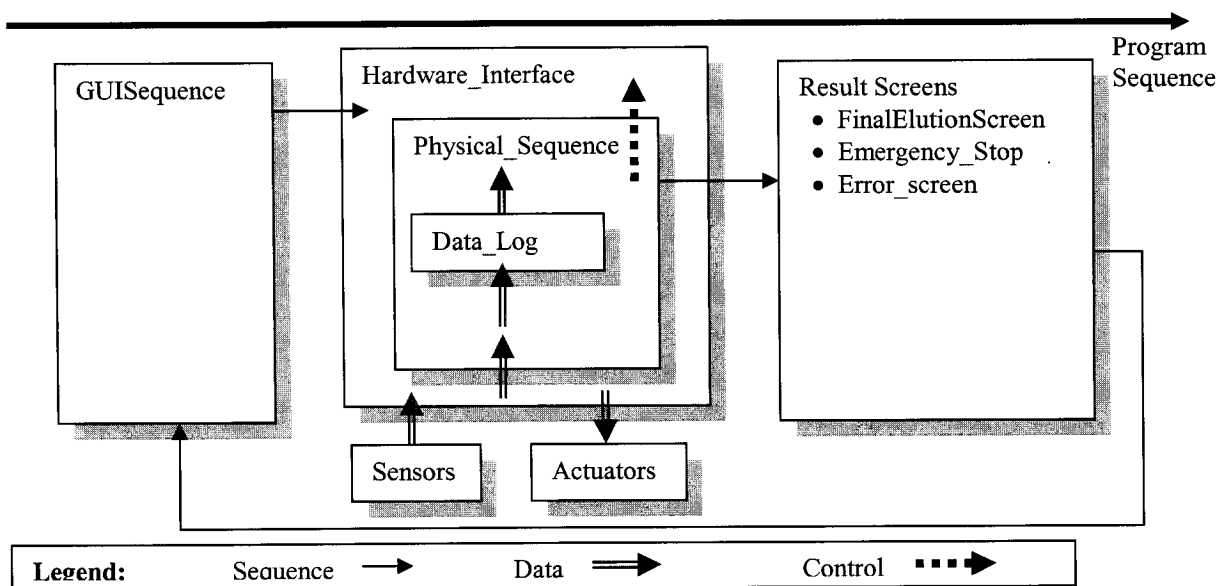 Program
Sequence
GUISequence
Hardware_Interface
Physical_Sequence
Data_Log
Sensors
Actuators
Result Screens
• FinalElutionScreen
• Emergency_Stop
• Error_screen
Legend: Sequence Data Control